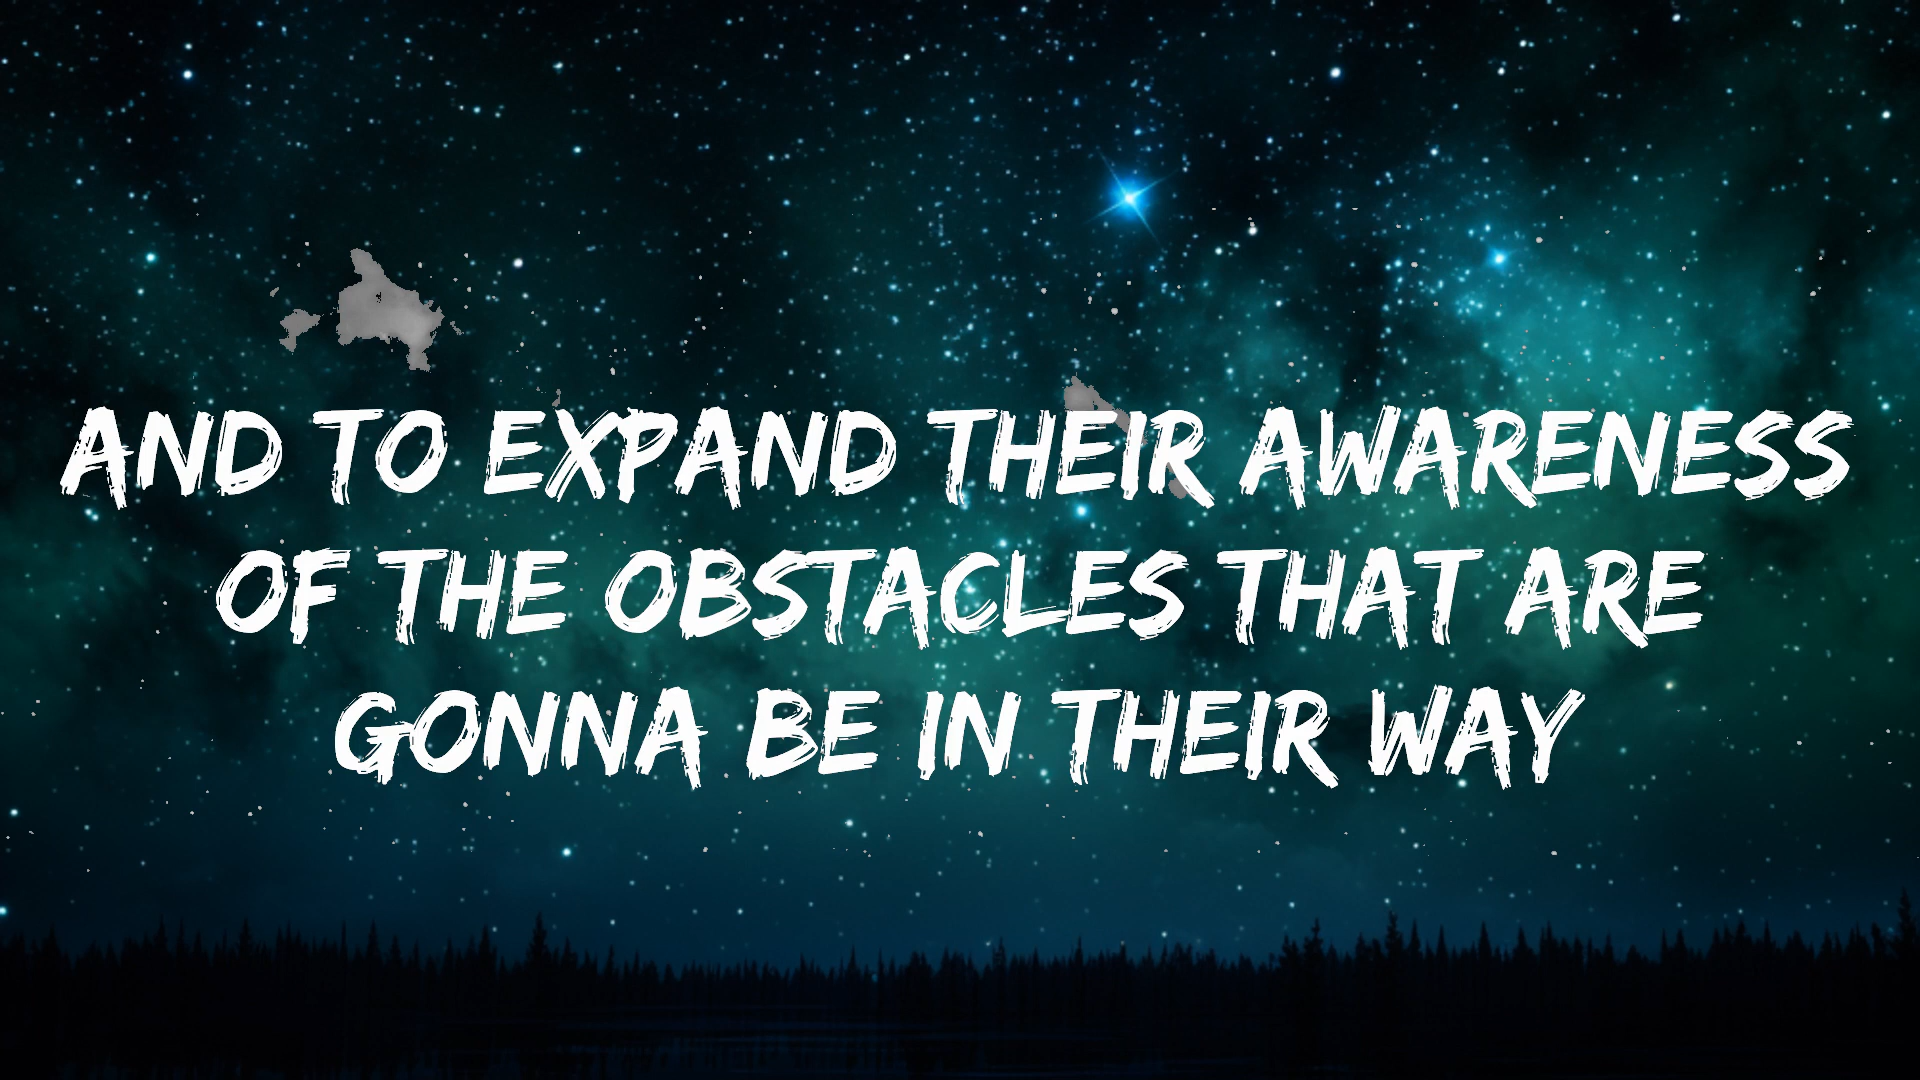 AND TO EXPAND THEIR AWARENESS
OF THE OBSTACLES THAT ARE
GONNA BE IN THEIR WAY